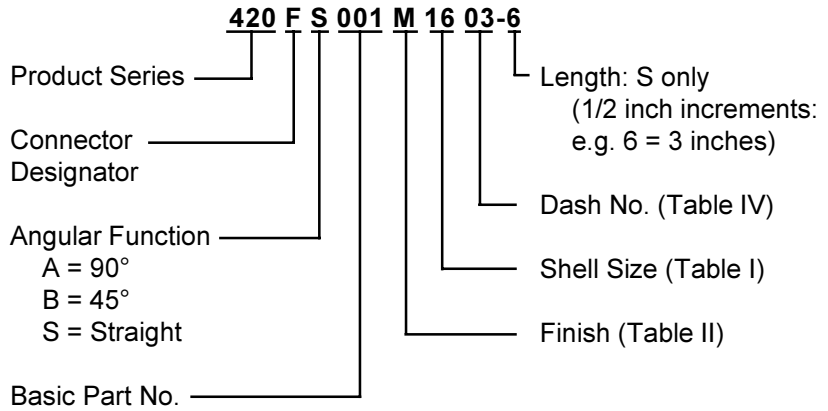 420 F S 001 M 16 03-6
Product Series
Connector
Designator
Angular Function
A = 90°
B = 45°
S = Straight
Basic Part No.
Length: S only
(1/2 inch increments:
e.g. 6 = 3 inches)
Dash No. (Table IV)
Shell Size (Table I)
Finish (Table II)